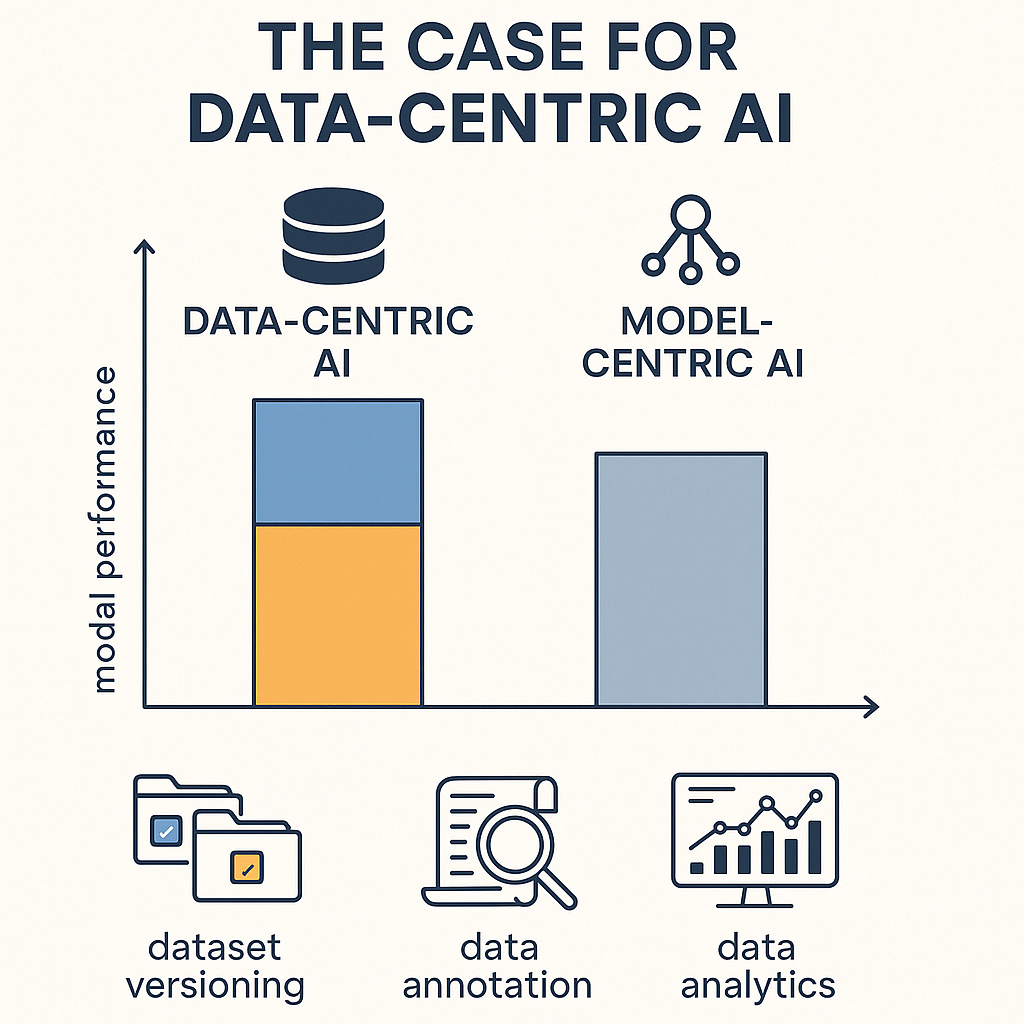 THE CASE FOR
DATA-CENTRIC AI
DATA-CENTRIC
AI
MODEL-
CENTRIC AI
modal performance
dataset
versioning
data
annotation
data
analytics